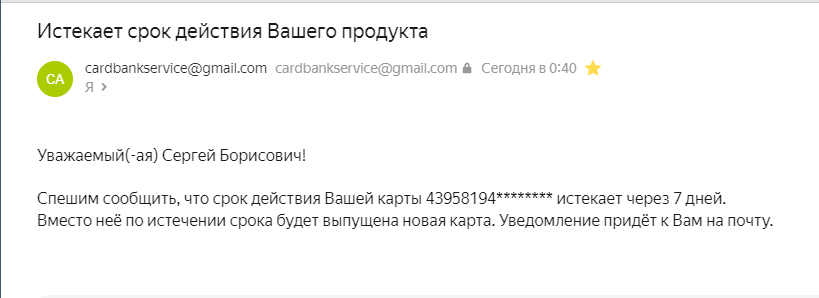 Истекает срок действия Вашего продукта
СА
cardbankservice@gmail.com cardbankservice@gmail.com Сегодня в 0:40
Я >
Уважаемый(-ая) Сергей Борисович!
Спешим сообщить, что срок действия Вашей карты 43958194******** истекает через 7 дней.
Вместо неё по истечении срока будет выпущена новая карта. Уведомление придёт к Вам на почту.